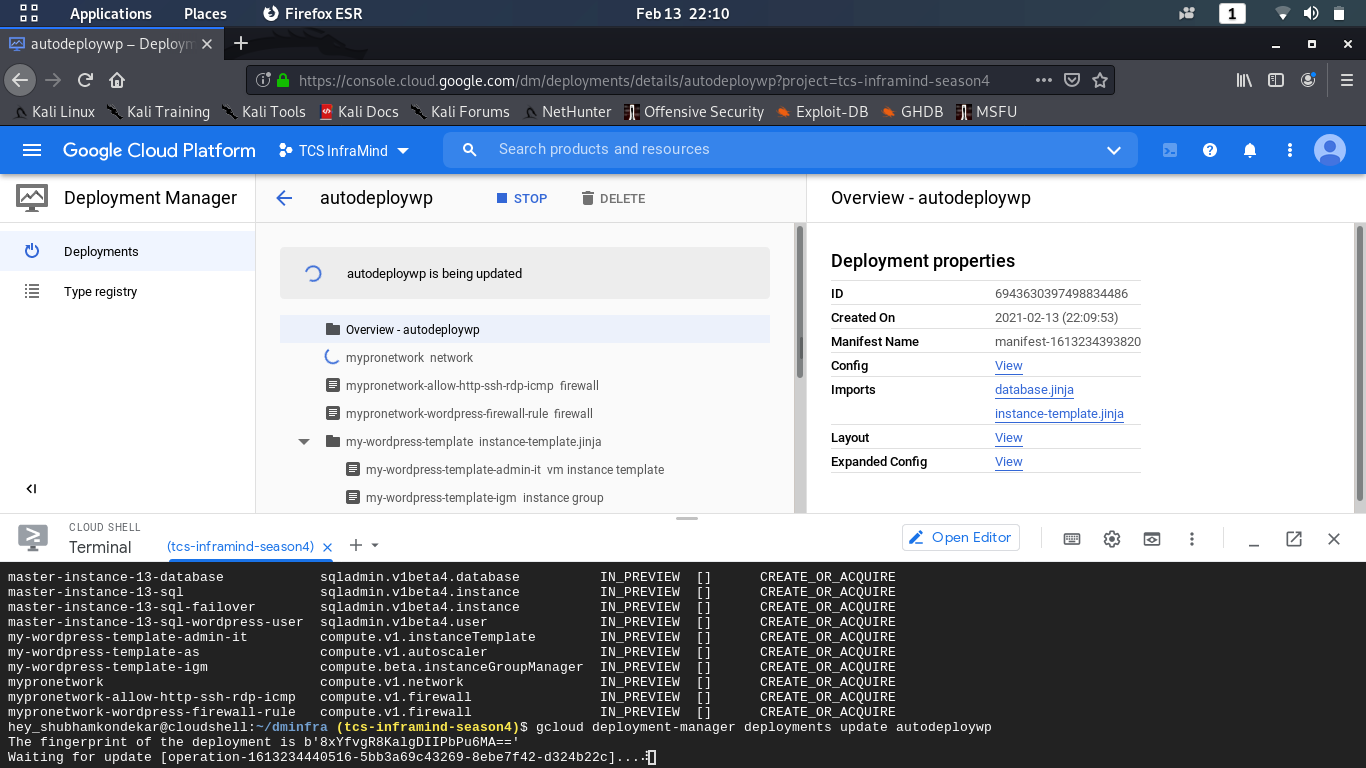 Applications Places Firefox ESR Feb 13 22:10 1
autodeploywp – Deploym
https://console.cloud.google.com/dm/deployments/details/autodeploywp?project=tcs-inframind-season4
Kali Linux Kali Training Kali Tools Kali Docs Kali Forums NetHunter Offensive Security Exploit-DB GHDB MSFU
Google Cloud Platform TCS InfraMind Search products and resources
Deployment Manager
Deployments
Type registry
autodeploywp STOP DELETE
autodeploywp is being updated
Overview - autodeploywp
mypronetwork network
mypronetwork-allow-http-ssh-rdp-icmp firewall
mypronetwork-wordpress-firewall-rule firewall
my-wordpress-template instance-template.jinja
my-wordpress-template-admin-it vm instance template
my-wordpress-template-igm instance group
Overview - autodeploywp
Deployment properties
ID 6943630397498834486
Created On 2021-02-13 (22:09:53)
Manifest Name manifest-1613234393820
Config View
Imports database.jinja
instance-template.jinja
Layout View
Expanded Config View
CLOUD SHELL
Terminal (tcs-inframind-season4) Open Editor
master-instance-13-database sqladmin.v1beta4.database IN_PREVIEW [] CREATE_OR_ACQUIRE
master-instance-13-sql sqladmin.v1beta4.instance IN_PREVIEW [] CREATE_OR_ACQUIRE
master-instance-13-sql-failover sqladmin.v1beta4.instance IN_PREVIEW [] CREATE_OR_ACQUIRE
master-instance-13-sql-wordpress-user sqladmin.v1beta4.user IN_PREVIEW [] CREATE_OR_ACQUIRE
my-wordpress-template-admin-it compute.v1.instanceTemplate IN_PREVIEW [] CREATE_OR_ACQUIRE
my-wordpress-template-as compute.v1.autoscaler IN_PREVIEW [] CREATE_OR_ACQUIRE
my-wordpress-template-igm compute.beta.instanceGroupManager IN_PREVIEW [] CREATE_OR_ACQUIRE
mypronetwork compute.v1.network IN_PREVIEW [] CREATE_OR_ACQUIRE
mypronetwork-allow-http-ssh-rdp-icmp compute.v1.firewall IN_PREVIEW [] CREATE_OR_ACQUIRE
mypronetwork-wordpress-firewall-rule compute.v1.firewall IN_PREVIEW [] CREATE_OR_ACQUIRE
hey_shubhamkondekar@cloudshell:~/dminfra (tcs-inframind-season4)$ gcloud deployment-manager deployments update autodeploywp
The fingerprint of the deployment is b'8xYfvgR8KalgDIIPbPu6MA=='
Waiting for update [operation-1613234440516-5bb3a69c43269-8ebe7f42-d324b22c]...